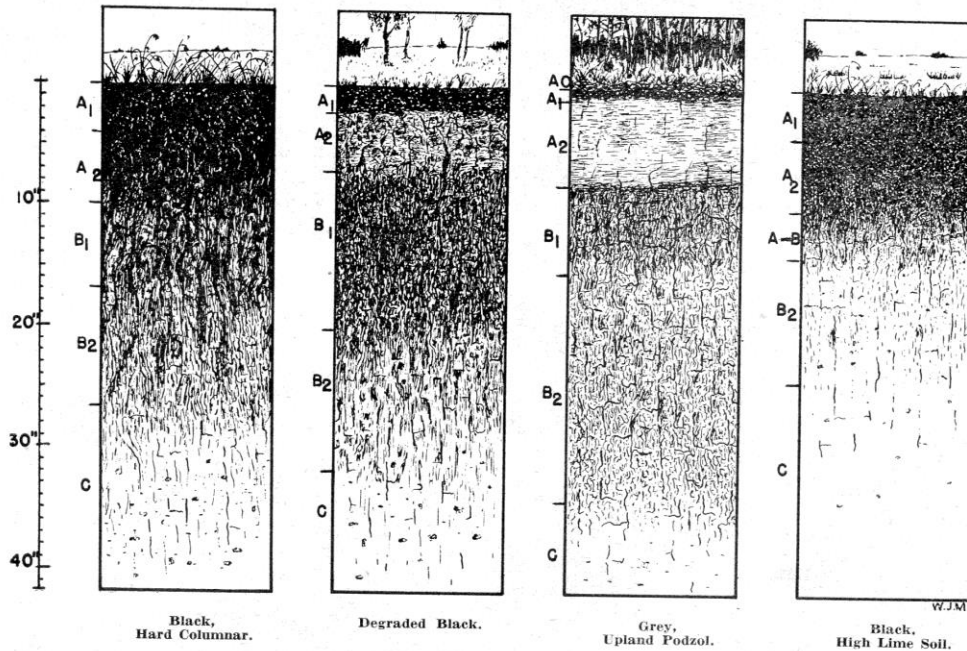 10"
20"
30"
40"
A1
A2
B1
B2
C
Black,
Hard Columnar.
A1
A2
B1
B2
C
Degraded Black.
A0
A1
A2
B1
B2
C
Grey,
Upland Podzol.
A1
A2
A-B
B2
C
W.J.M
Black,
High Lime Soil.